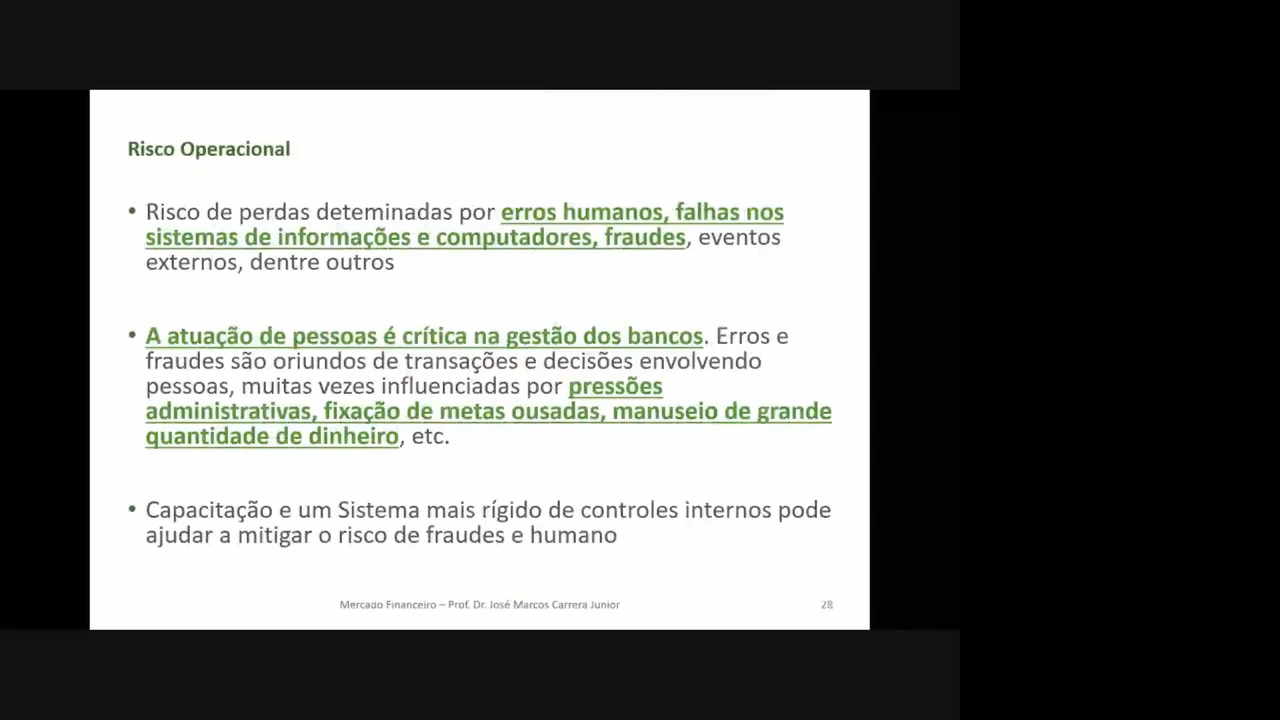 Risco Operacional
• Risco de perdas deteminadas por erros humanos, falhas nos
sistemas de informações e computadores, fraudes, eventos
externos, dentre outros
• A atuação de pessoas é crítica na gestão dos bancos. Erros e
fraudes são oriundos de transações e decisões envolvendo
pessoas, muitas vezes influenciadas por pressões
administrativas, fixação de metas ousadas, manuseio de grande
quantidade de dinheiro, etc.
• Capacitação e um Sistema mais rígido de controles internos pode
ajudar a mitigar o risco de fraudes e humano
Mercado Financeiro – Prof. Dr. José Marcos Carrera Junior
28